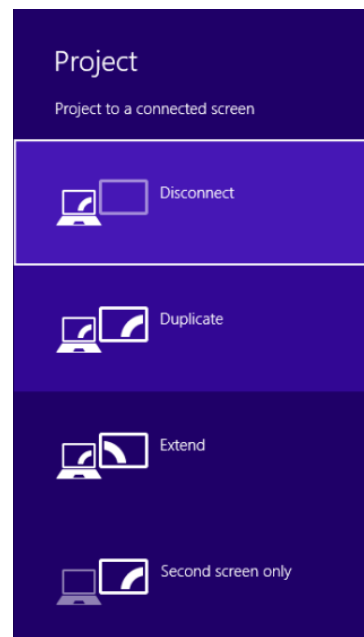 Project
Project to a connected screen
Disconnect
Duplicate
Extend
Second screen only